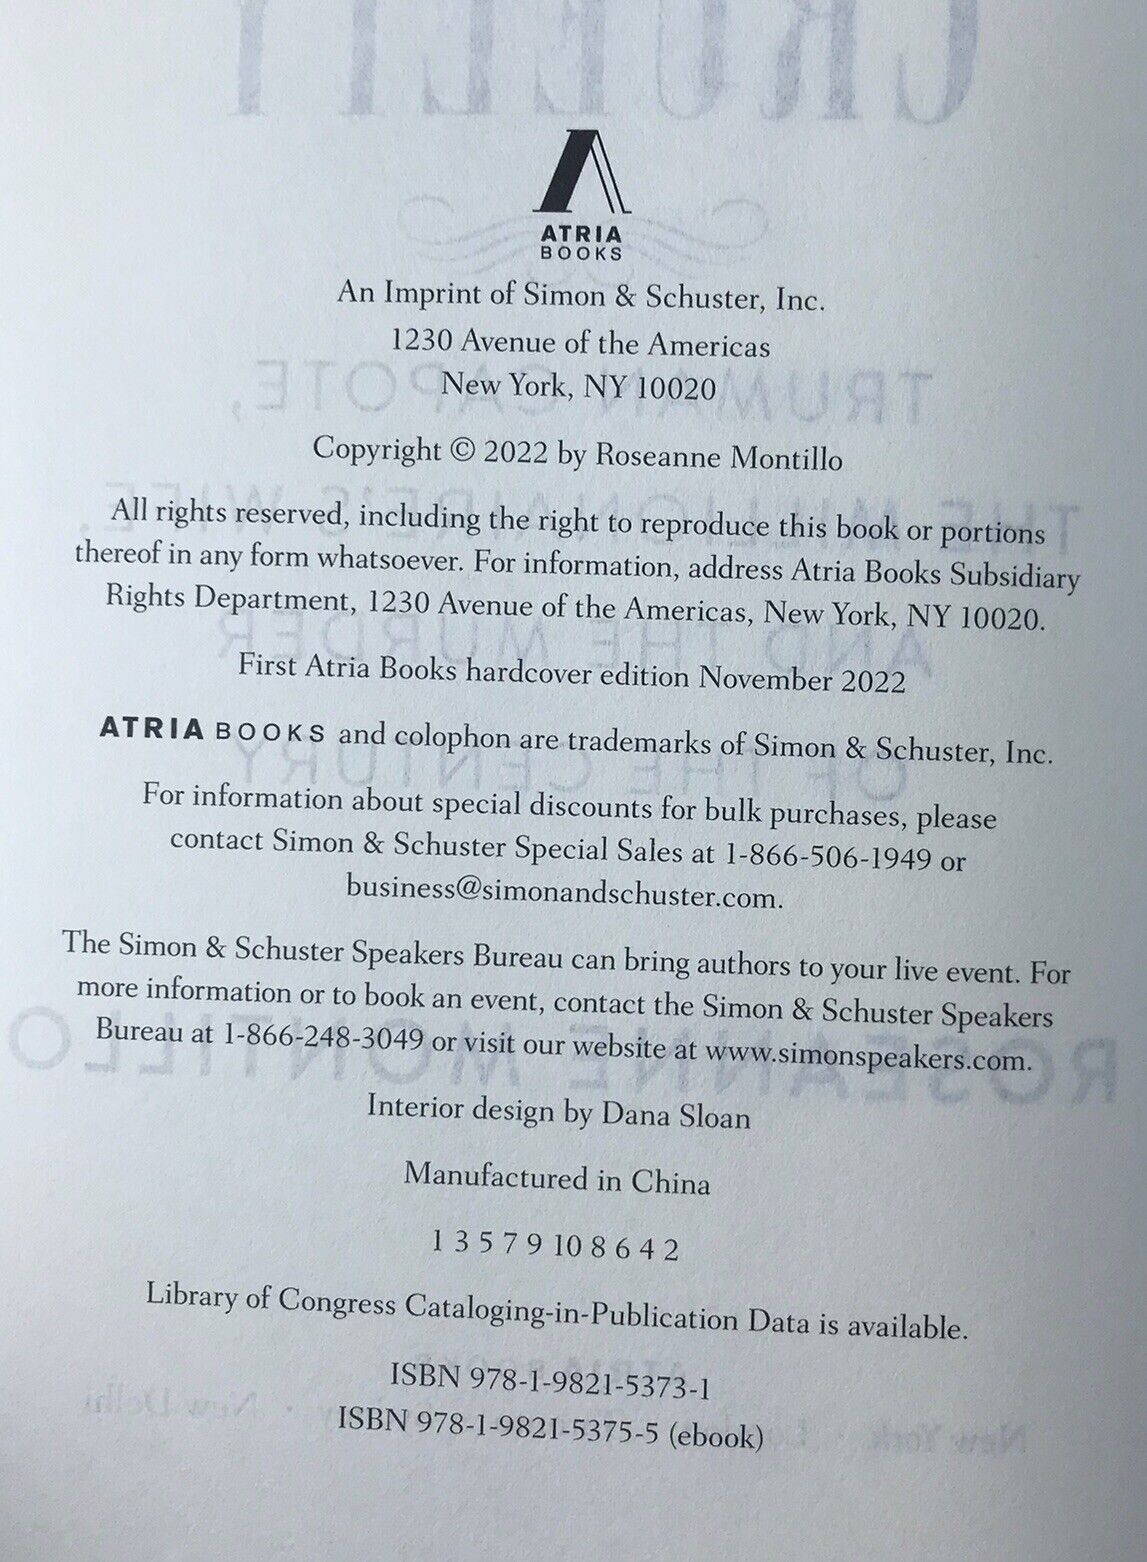 ATRIA
BOOKS
An Imprint of Simon & Schuster, Inc.
1230 Avenue of the Americas
New York, NY 10020
Copyright © 2022 by Roseanne Montillo
All rights reserved, including the right to reproduce this book or portions
thereof in any form whatsoever. For information, address Atria Books Subsidiary
Rights Department, 1230 Avenue of the Americas, New York, NY 10020.
First Atria Books hardcover edition November 2022
ATRIA BOOKS and colophon are trademarks of Simon & Schuster, Inc.
For information about special discounts for bulk purchases, please
contact Simon & Schuster Special Sales at 1-866-506-1949 or
business@simonandschuster.com.
The Simon & Schuster Speakers Bureau can bring authors to your live event. For
more information or to book an event, contact the Simon & Schuster Speakers
Bureau at 1-866-248-3049 or visit our website at www.simonspeakers.com.
Interior design by Dana Sloan
Manufactured in China
1 3 5 7 9 10 8 6 4 2
Library of Congress Cataloging-in-Publication Data is available.
ISBN 978-1-9821-5373-1
ISBN 978-1-9821-5375-5 (ebook)